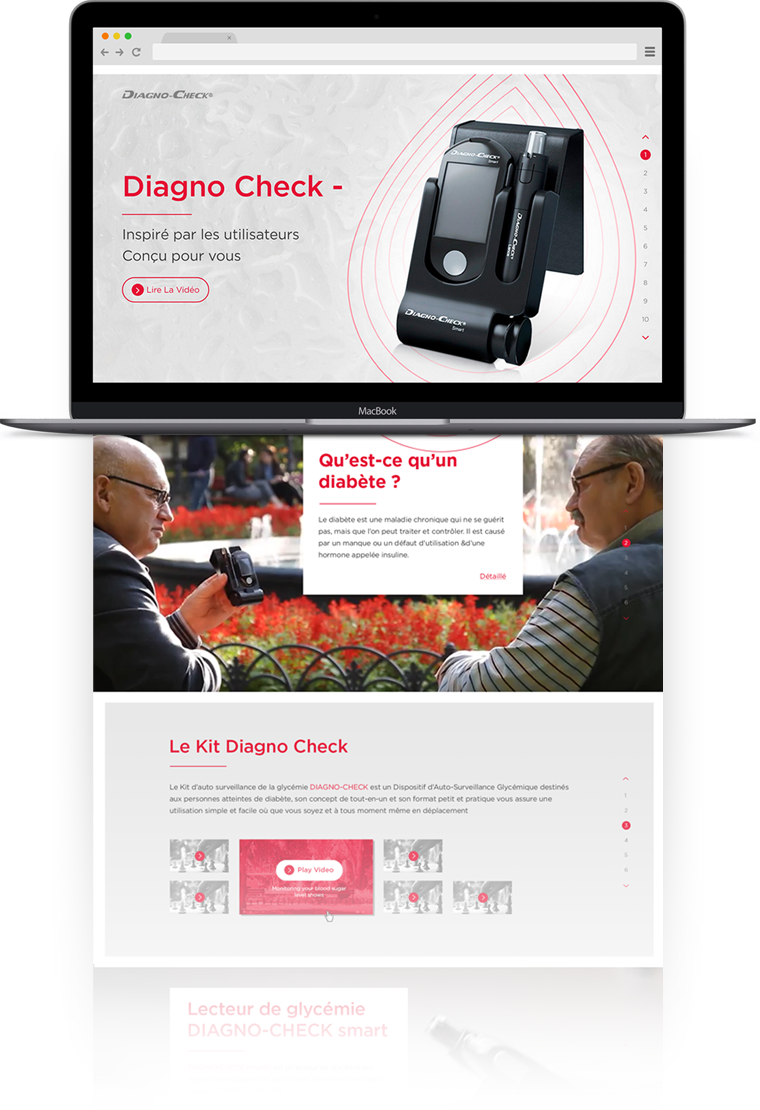 DIAGNO-CHECK®
Diagno Check -
Inspiré par les utilisateurs
Conçu pour vous
Lire La Vidéo
DIAGNO-CHECK®
Smart
DIAGNO-CHECK®
DIAGNO-CHECK®
Smart
1
2
3
4
5
6
7
8
9
10
MacBook
Qu’est-ce qu’un
diabète ?
Le diabète est une maladie chronique qui ne se guérit
pas, mais que l'on peut traiter et contrôler. Il est causé
par un manque ou un défaut d'utilisation &d'une
hormone appelée insuline.
Détaillé
2
Le Kit Diagno Check
Le Kit d'auto surveillance de la glycémie DIAGNO-CHECK est un Dispositif d'Auto-Surveillance Glycémique destinés
aux personnes atteintes de diabète, son concept de tout-en-un et son format petit et pratique vous assure une
utilisation simple et facile où que vous soyez et à tous moment même en déplacement
1
2
3
4
5
6
Play Video
Monitoring your blood sugar
level shows
Lecteur de glycémie
DIAGNO-CHECK smart